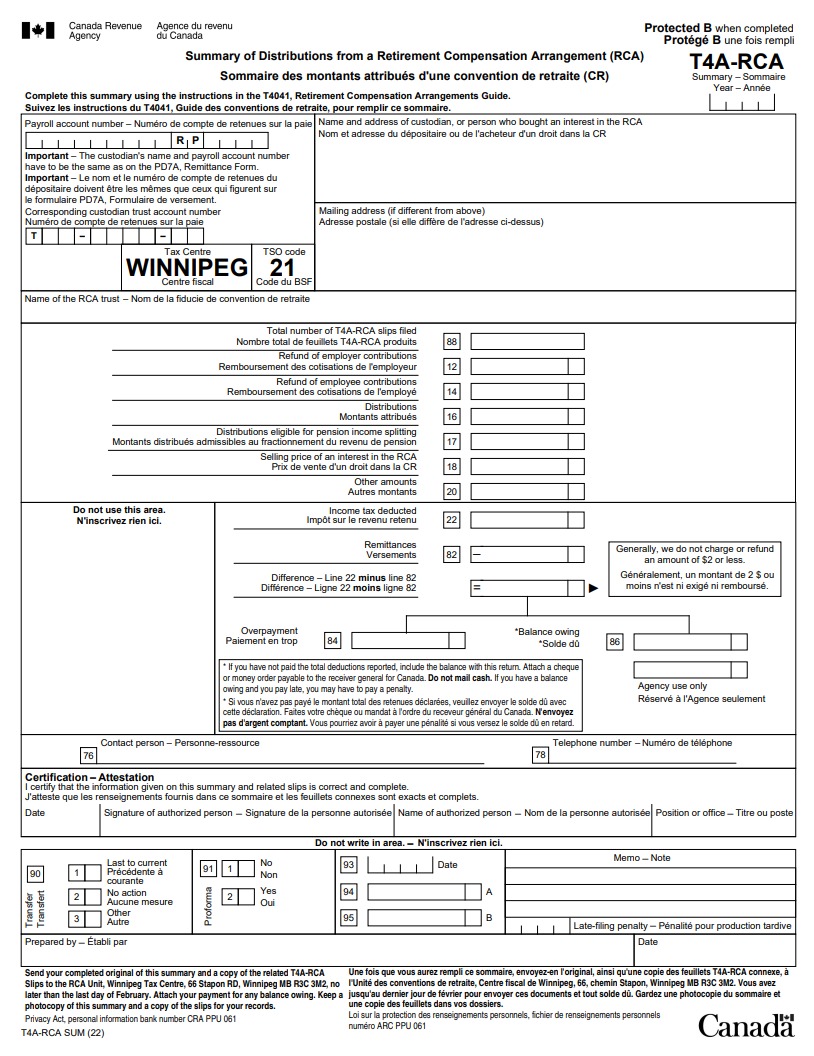 Canada Revenue Agency
Agence du revenu du Canada
Protected B when completed
Protégé B une fois rempli
Summary of Distributions from a Retirement Compensation Arrangement (RCA)
Sommaire des montants attribués d'une convention de retraite (CR)
T4A-RCA
Summary – Sommaire
Year – Année
Complete this summary using the instructions in the T4041, Retirement Compensation Arrangements Guide.
Suivez les instructions du T4041, Guide des conventions de retraite, pour remplir ce sommaire.
Payroll account number – Numéro de compte de retenues sur la paie
R P
Important – The custodian's name and payroll account number
have to be the same as on the PD7A, Remittance Form.
Important – Le nom et le numéro de compte de retenues du
dépositaire doivent être les mêmes que ceux qui figurent sur
le formulaire PD7A, Formulaire de versement.
Corresponding custodian trust account number
Numéro de compte de retenues sur la paie
T – –
Tax Centre
WINNIPEG
Centre fiscal
TSO code
21
Code du BSF
Name and address of custodian, or person who bought an interest in the RCA
Nom et adresse du dépositaire ou de l'acheteur d'un droit dans la CR
Mailing address (if different from above)
Adresse postale (si elle diffère de l'adresse ci-dessus)
Name of the RCA trust – Nom de la fiducie de convention de retraite
Total number of T4A-RCA slips filed
Nombre total de feuillets T4A-RCA produits
88
Refund of employer contributions
Remboursement des cotisations de l'employeur
12
Refund of employee contributions
Remboursement des cotisations de l'employé
14
Distributions
Montants attribués
16
Distributions eligible for pension income splitting
Montants distribués admissibles au fractionnement du revenu de pension
17
Selling price of an interest in the RCA
Prix de vente d'un droit dans la CR
18
Other amounts
Autres montants
20
Do not use this area.
N'inscrivez rien ici.
Income tax deducted
Impôt sur le revenu retenu
22
Remittances
Versements
82 –
Difference – Line 22 minus line 82
Différence – Ligne 22 moins ligne 82
= ►
Generally, we do not charge or refund
an amount of $2 or less.
Généralement, un montant de 2 $ ou
moins n'est ni exigé ni remboursé.
Overpayment
Paiement en trop
84
*Balance owing
*Solde dû
86
Agency use only
Réservé à l'Agence seulement
* If you have not paid the total deductions reported, include the balance with this return. Attach a cheque
or money order payable to the receiver general for Canada. Do not mail cash. If you have a balance
owing and you pay late, you may have to pay a penalty.
* Si vous n'avez pas payé le montant total des retenues déclarées, veuillez envoyer le solde dû avec
cette déclaration. Faites votre chèque ou mandat à l'ordre du receveur général du Canada. N'envoyez
pas d'argent comptant. Vous pourriez avoir à payer une pénalité si vous versez le solde dû en retard.
76
Contact person – Personne-ressource
78
Telephone number – Numéro de téléphone
Certification – Attestation
I certify that the information given on this summary and related slips is correct and complete.
J'atteste que les renseignements fournis dans ce sommaire et les feuillets connexes sont exacts et complets.
Date
Signature of authorized person – Signature de la personne autorisée
Name of authorized person – Nom de la personne autorisée
Position or office – Titre ou poste
Do not write in area. – N'inscrivez rien ici.
90
Transfer
Transfert
1
Last to current
Précédente à
courante
2
No action
Aucune mesure
3
Other
Autre
91
Proforma
1
No
Non
2
Yes
Oui
93
Date
94
A
95
B
Memo – Note
Late-filing penalty – Pénalité pour production tardive
Prepared by – Établi par
Date
Send your completed original of this summary and a copy of the related T4A-RCA
Slips to the RCA Unit, Winnipeg Tax Centre, 66 Stapon RD, Winnipeg MB R3C 3M2, no
later than the last day of February. Attach your payment for any balance owing. Keep a
photocopy of this summary and a copy of the slips for your records.
Privacy Act, personal information bank number CRA PPU 061
Une fois que vous aurez rempli ce sommaire, envoyez-en l'original, ainsi qu'une copie des feuillets T4A-RCA connexe, à
l'Unité des conventions de retraite, Centre fiscal de Winnipeg, 66, chemin Stapon, Winnipeg MB R3C 3M2. Vous avez
jusqu'au dernier jour de février pour envoyer ces documents et tout solde dû. Gardez une photocopie du sommaire et
une copie des feuillets dans vos dossiers.
Loi sur la protection des renseignements personnels, fichier de renseignements personnels
numéro ARC PPU 061
T4A-RCA SUM (22)
Canada